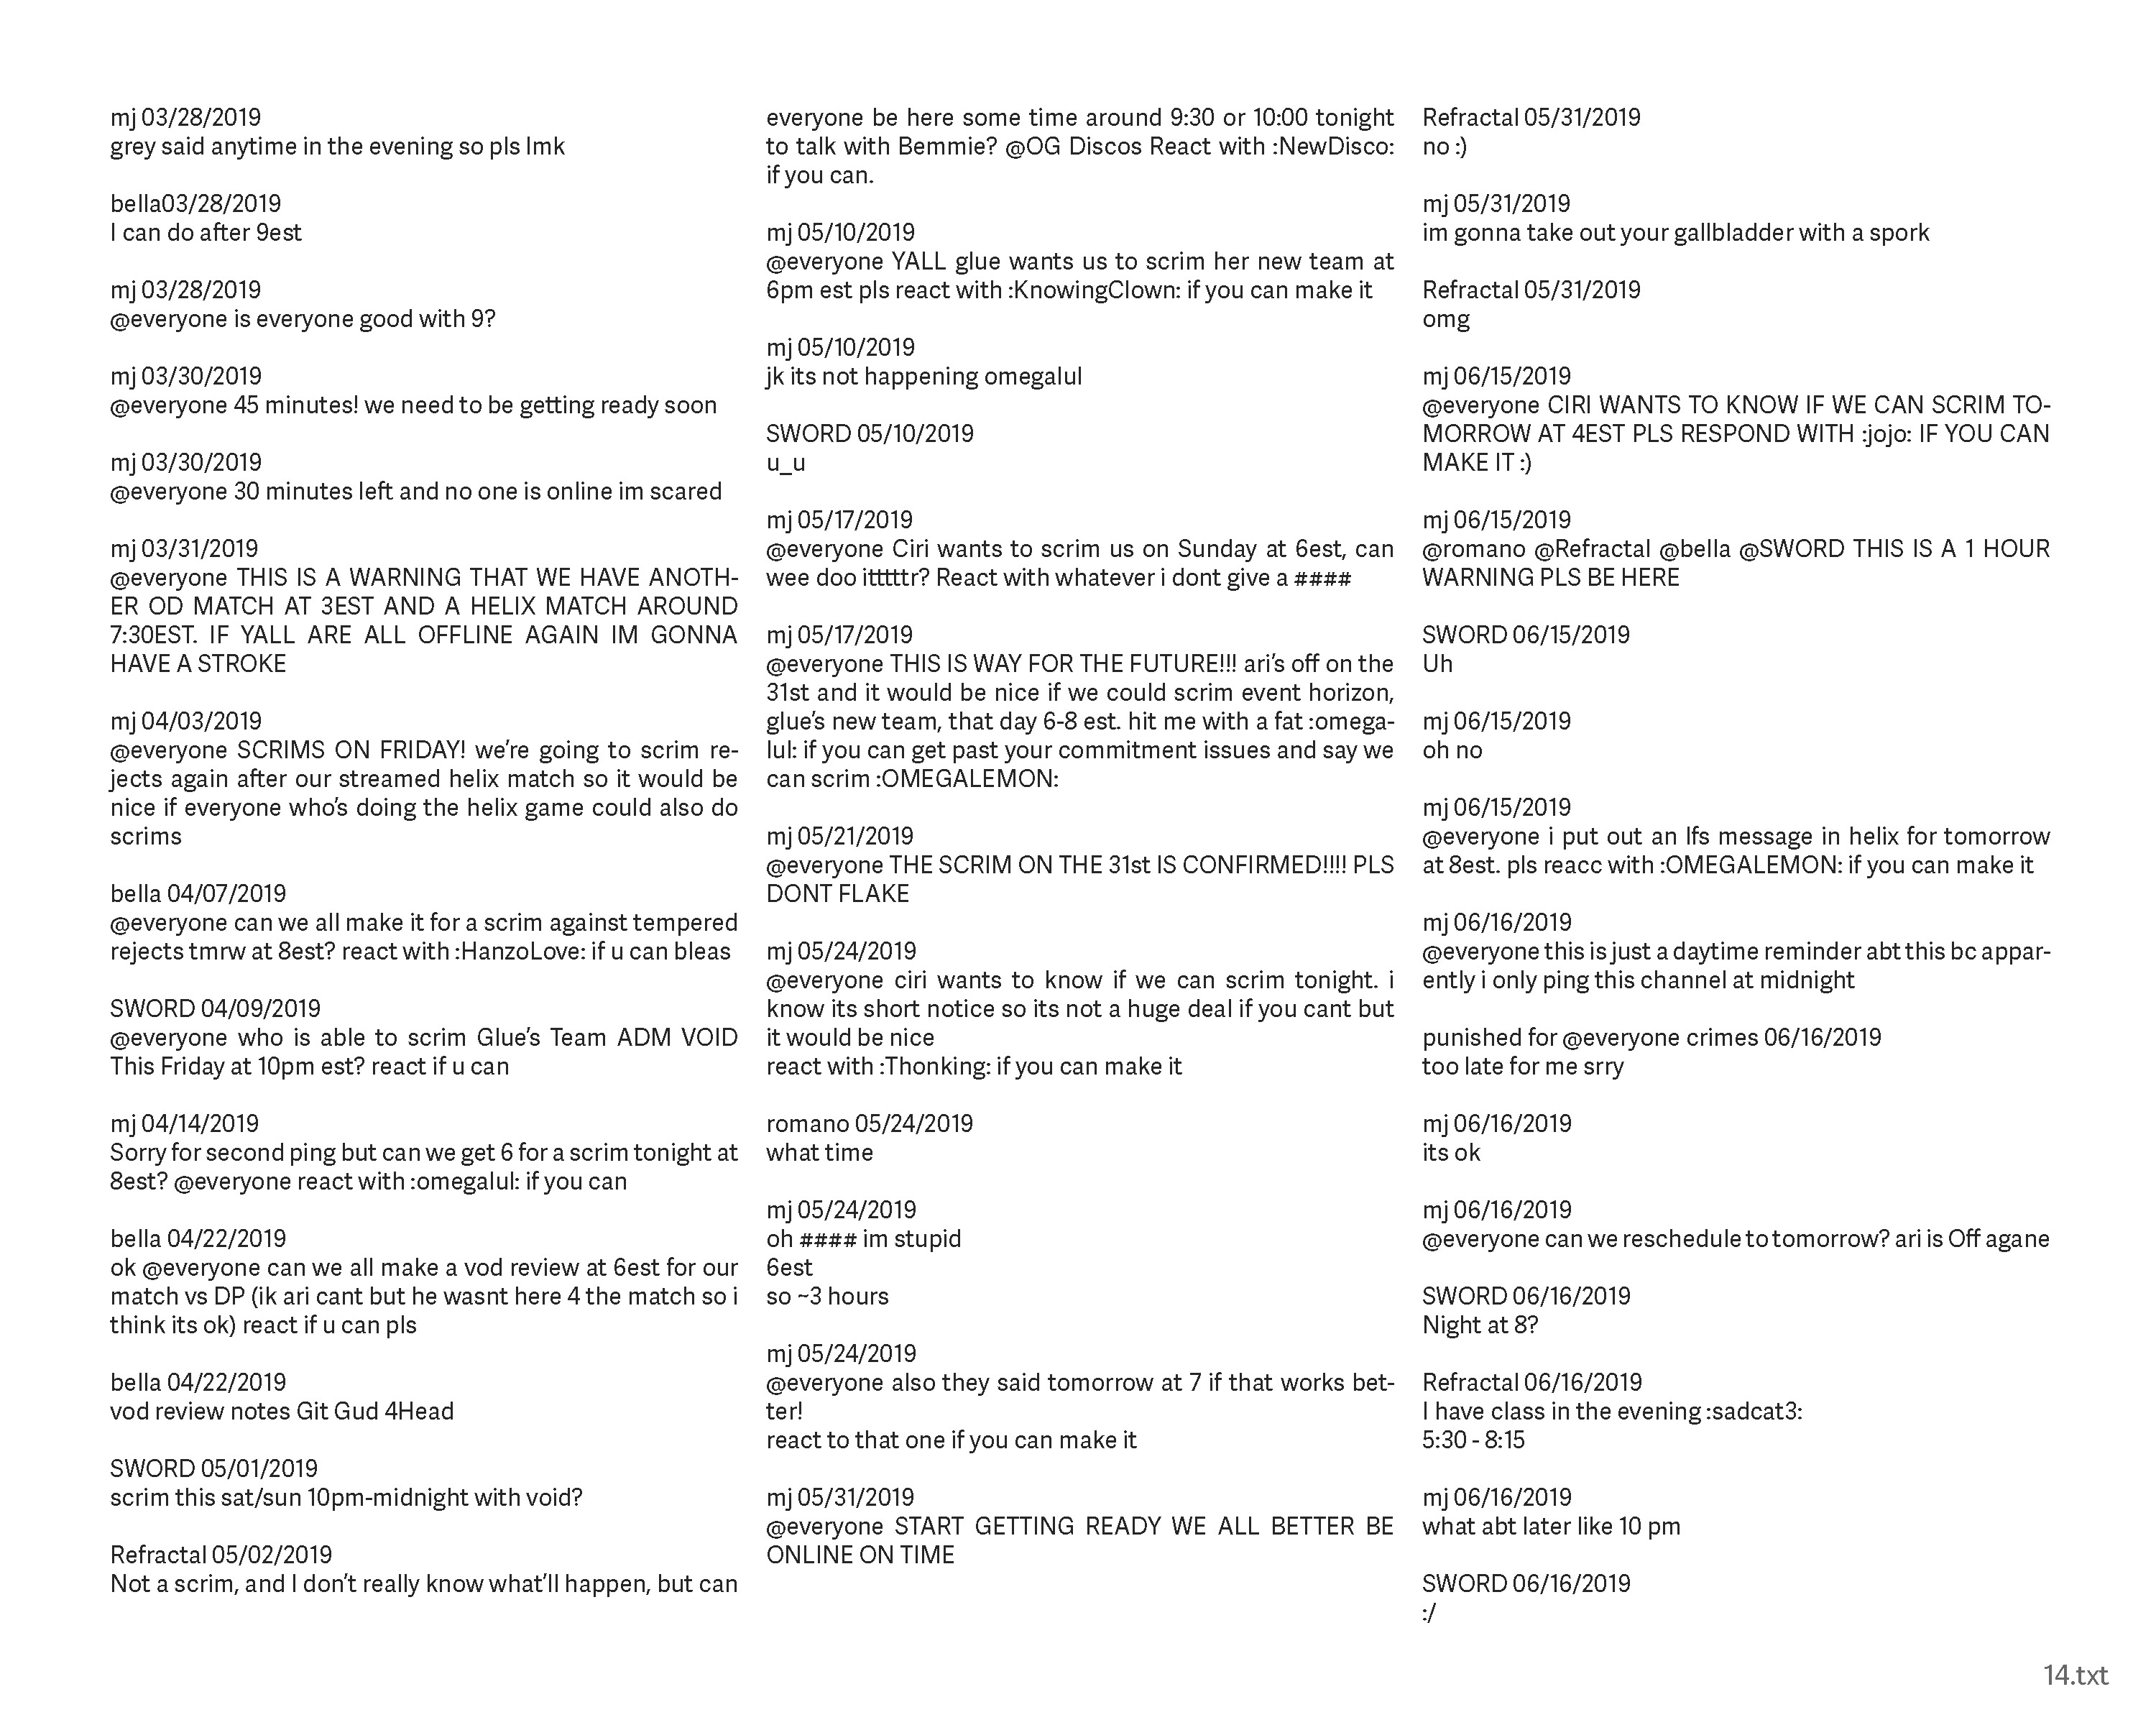 mj 03/28/2019
grey said anytime in the evening so pls lmk
bella03/28/2019
I can do after 9est
mj 03/28/2019
@everyone is everyone good with 9?
mj 03/30/2019
@everyone 45 minutes! we need to be getting ready soon
mj 03/30/2019
@everyone 30 minutes left and no one is online im scared
mj 03/31/2019
@everyone THIS IS A WARNING THAT WE HAVE ANOTH-
ER OD MATCH AT 3EST AND A HELIX MATCH AROUND
7:30EST. IF YALL ARE ALL OFFLINE AGAIN IM GONNA
HAVE A STROKE
mj 04/03/2019
@everyone SCRIMS ON FRIDAY! we're going to scrim re-
jects again after our streamed helix match so it would be
nice if everyone who's doing the helix game could also do
scrims
bella 04/07/2019
@everyone can we all make it for a scrim against tempered
rejects tmrw at 8est? react with :HanzoLove: if u can bleas
SWORD 04/09/2019
@everyone who is able to scrim Glue's Team ADM VOID
This Friday at 10pm est? react if u can
mj 04/14/2019
Sorry for second ping but can we get 6 for a scrim tonight at
8est? @everyone react with :omegalul: if you can
bella 04/22/2019
ok @everyone can we all make a vod review at 6est for our
match vs DP (ik ari cant but he wasnt here 4 the match so i
think its ok) react if u can pls
bella 04/22/2019
vod review notes Git Gud 4Head
SWORD 05/01/2019
scrim this sat/sun 10pm-midnight with void?
Refractal 05/02/2019
Not a scrim, and I don't really know what'll happen, but can
everyone be here some time around 9:30 or 10:00 tonight
to talk with Bemmie? @OG Discos React with :NewDisco:
if you can.
mj 05/10/2019
@everyone YALL glue wants us to scrim her new team at
6pm est pls react with :KnowingClown: if you can make it
mj 05/10/2019
jk its not happening omegalul
SWORD 05/10/2019
u_u
mj 05/17/2019
@everyone Ciri wants to scrim us on Sunday at 6est, can
wee doo ittttttr? React with whatever i dont give a ####
mj 05/17/2019
@everyone THIS IS WAY FOR THE FUTURE!!! ari's off on the
31st and it would be nice if we could scrim event horizon,
glue's new team, that day 6-8 est. hit me with a fat :omega-
lul: if you can get past your commitment issues and say we
can scrim :OMEGALEMON:
mj 05/21/2019
@everyone THE SCRIM ON THE 31st IS CONFIRMED!!!! PLS
DONT FLAKE
mj 05/24/2019
@everyone ciri wants to know if we can scrim tonight. i
know its short notice so its not a huge deal if you cant but
it would be nice
react with :Thonking: if you can make it
romano 05/24/2019
what time
mj 05/24/2019
oh #### im stupid
6est
so ~3 hours
mj 05/24/2019
@everyone also they said tomorrow at 7 if that works bet-
ter!
react to that one if you can make it
mj 05/31/2019
@everyone START GETTING READY WE ALL BETTER BE
ONLINE ON TIME
Refractal 05/31/2019
no :)
mj 05/31/2019
im gonna take out your gallbladder with a spork
Refractal 05/31/2019
omg
mj 06/15/2019
@everyone CIRI WANTS TO KNOW IF WE CAN SCRIM TO-
MORROW AT 4EST PLS RESPOND WITH :jojo: IF YOU CAN
MAKE IT :)
mj 06/15/2019
@romano @Refractal @bella @SWORD THIS IS A 1 HOUR
WARNING PLS BE HERE
SWORD 06/15/2019
Uh
mj 06/15/2019
oh no
mj 06/15/2019
@everyone i put out an lfs message in helix for tomorrow
at 8est. pls reacc with :OMEGALEMON: if you can make it
mj 06/16/2019
@everyone this is just a daytime reminder abt this bc appar-
ently i only ping this channel at midnight
punished for @everyone crimes 06/16/2019
too late for me srry
mj 06/16/2019
its ok
mj 06/16/2019
@everyone can we reschedule to tomorrow? ari is Off agane
SWORD 06/16/2019
Night at 8?
Refractal 06/16/2019
I have class in the evening :sadcat3:
5:30 - 8:15
mj 06/16/2019
what abt later like 10 pm
SWORD 06/16/2019
:/
14.txt